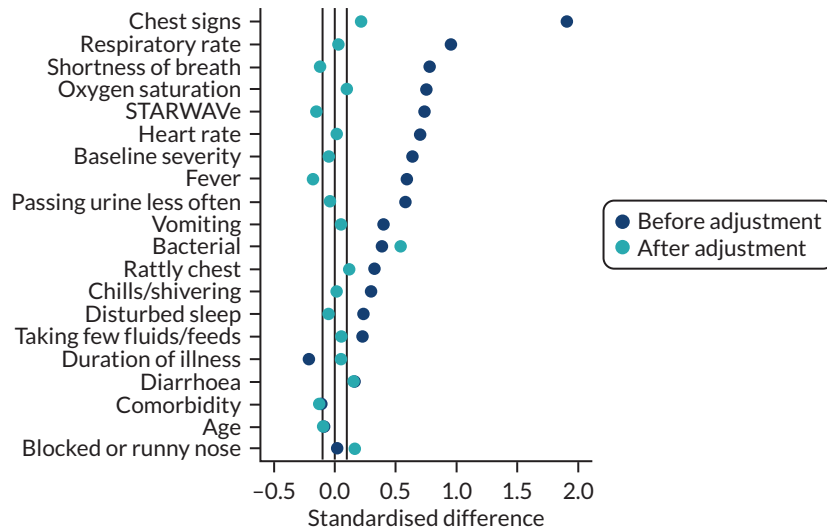 Chest signs
Respiratory rate
Shortness of breath
Oxygen saturation
STARWAVe
Heart rate
Baseline severity
Fever
Passing urine less often
Vomiting
Bacterial
Rattly chest
Chills/shivering
Disturbed sleep
Taking few fluids/feeds
Duration of illness
Diarrhoea
Comorbidity
Age
Blocked or runny nose
Before adjustment
After adjustment
−0.5 0.0 0.5 1.0 1.5 2.0
Standardised difference